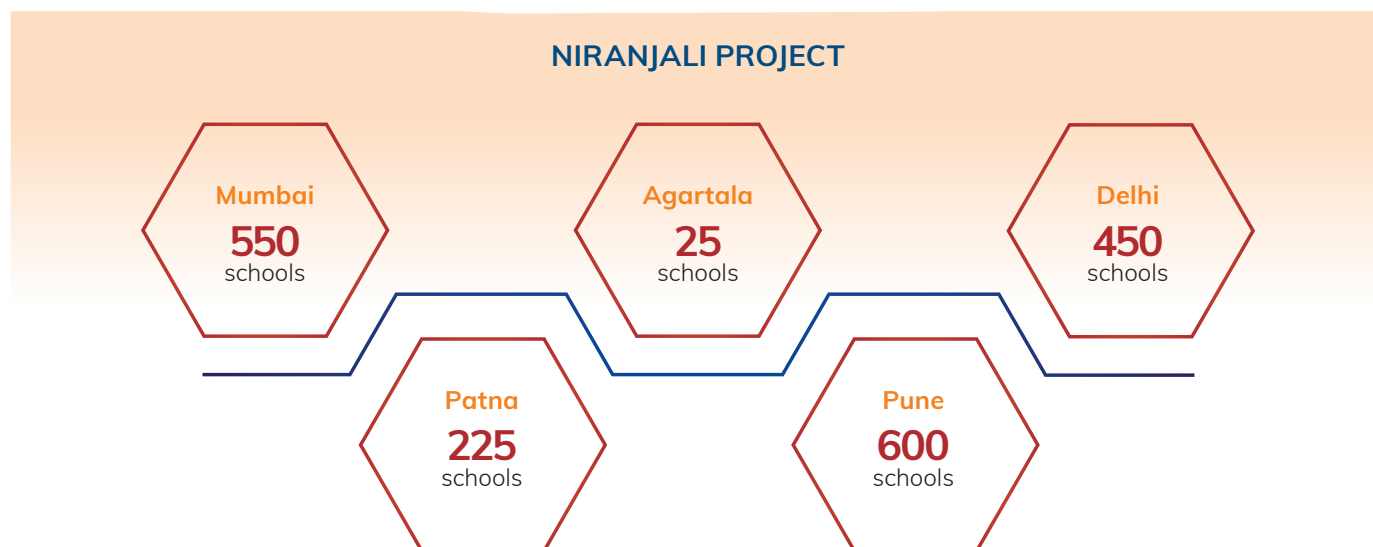 NIRANJALI PROJECT
Mumbai
550
schools
Agartala
25
schools
Delhi
450
schools
Patna
225
schools
Pune
600
schools